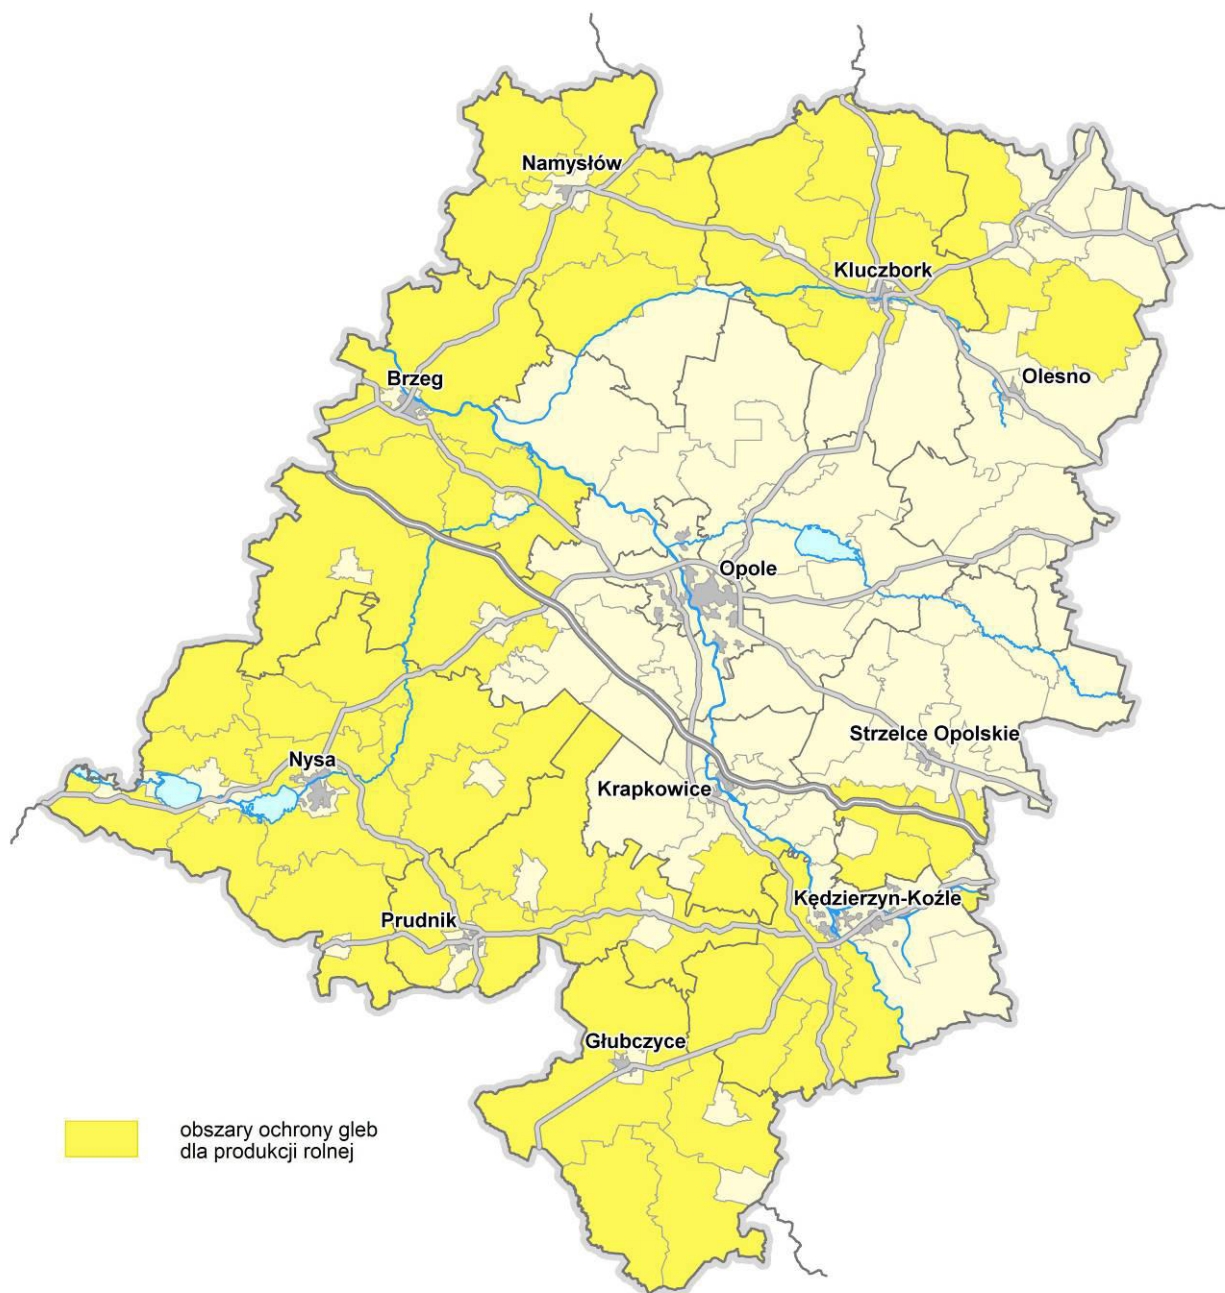 Namysłów
Kluczbork
Olesno
Brzeg
Opole
Strzelce Opolskie
Nysa
Krapkowice
Kędzierzyn-Koźle
Prudnik
Głubczyce
obszary ochrony gleb
dla produkcji rolnej